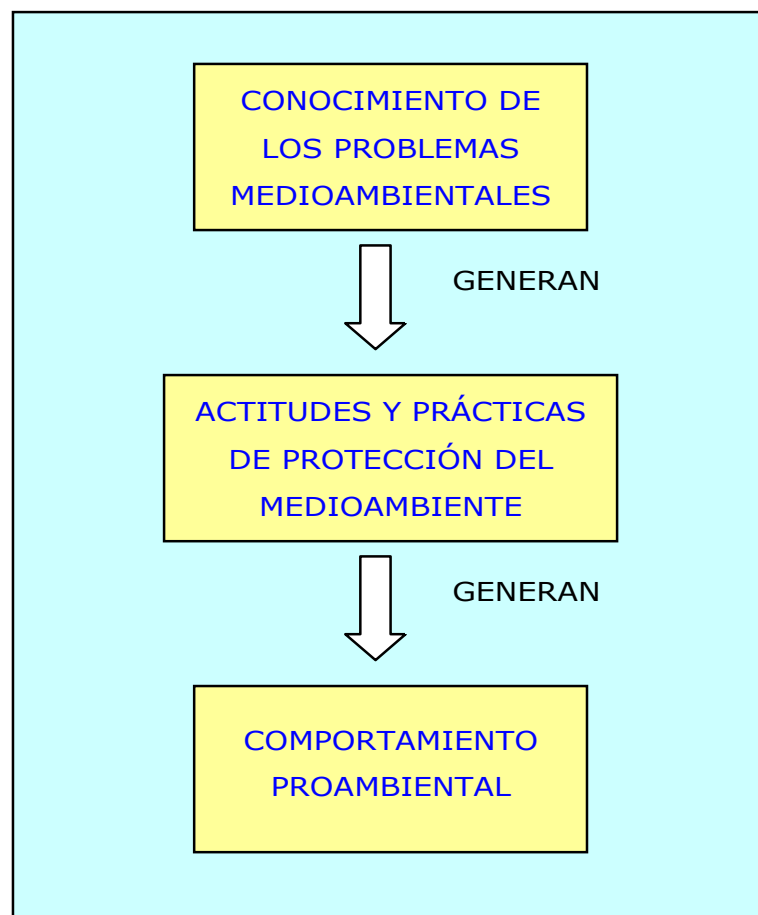 CONOCIMIENTO DE
LOS PROBLEMAS
MEDIOAMBIENTALES
GENERAN
ACTITUDES Y PRÁCTICAS
DE PROTECCIÓN DEL
MEDIOAMBIENTE
GENERAN
COMPORTAMIENTO
PROAMBIENTAL